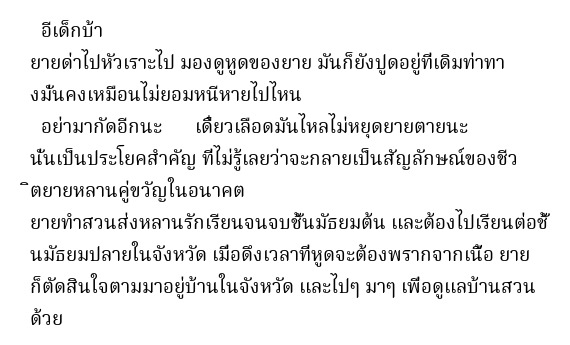 อีเด็กบ้า
ยายด่าไปหัวเราะไป มองดูหูดของยาย มันก็ยังปูดอยู่ที่เดิมท่าทา
งมั่นคงเหมือนไม่ยอมหนีหายไปไหน
อย่ามากัดอีกนะ เดี๋ยวเลือดมันไหลไม่หยุดยายตายนะ
นั่นเป็นประโยคสำคัญ ที่ไม่รู้เลยว่าจะกลายเป็นสัญลักษณ์ของชีว
ิตยายหลานคู่ขวัญในอนาคต
ยายทำสวนส่งหลานรักเรียนจนจบชั้นมัธยมต้น และต้องไปเรียนต่อชั้
นมัธยมปลายในจังหวัด เมื่อถึงเวลาที่หูดจะต้องพรากจากเนื้อ ยาย
ก็ตัดสินใจตามมาอยู่บ้านในจังหวัด และไปๆ มาๆ เพื่อดูแลบ้านสวน
ด้วย